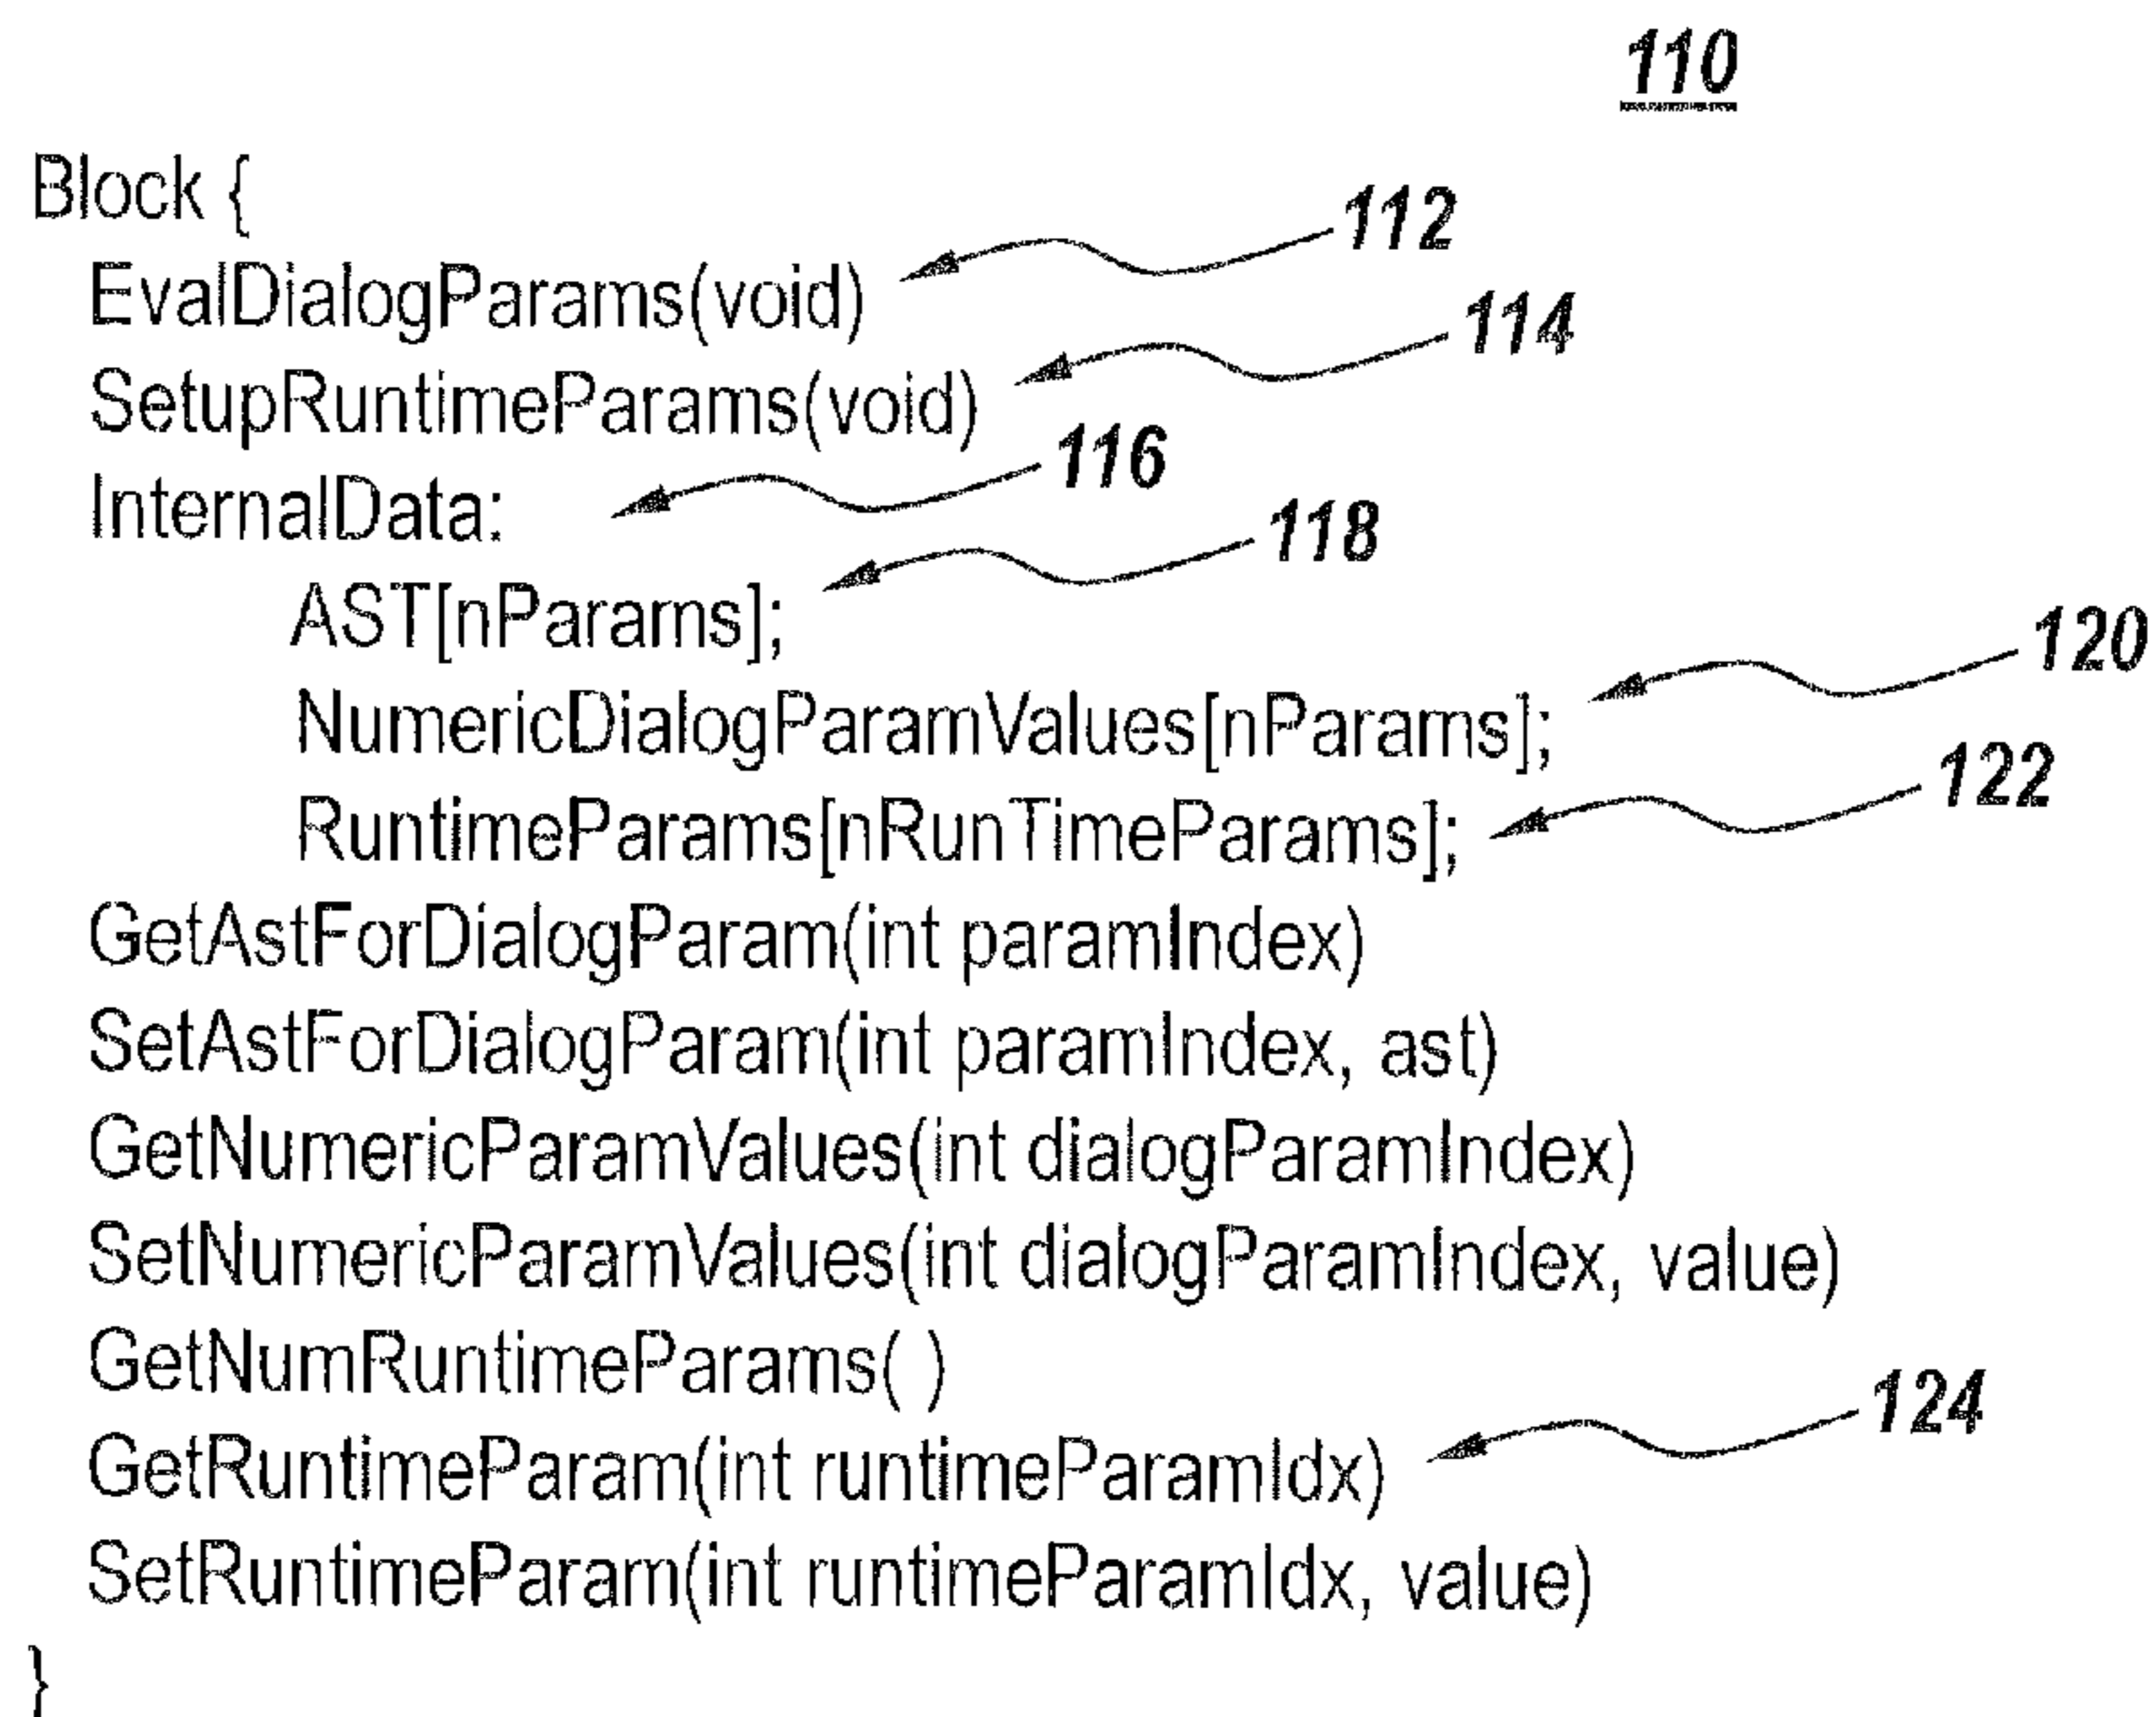 110
Block {
EvalDialogParams(void) 112
SetupRuntimeParams(void) 114
InternalData: 116
AST[nParams]; 118
NumericDialogParamValues[nParams]; 120
RuntimeParams[nRunTimeParams]; 122
GetAstForDialogParam(int paramIndex)
SetAstForDialogParam(int paramIndex, ast)
GetNumericParamValues(int dialogParamIndex)
SetNumericParamValues(int dialogParamIndex, value)
GetNumRuntimeParams( )
GetRuntimeParam(int runtimeParamIdx) 124
SetRuntimeParam(int runtimeParamIdx, value)
}